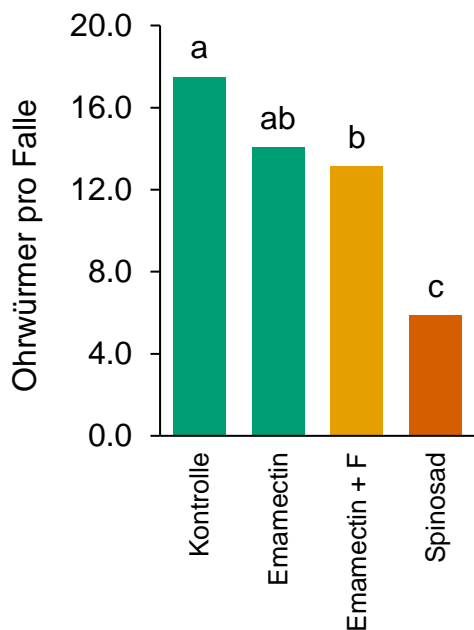 Ohrwürmer pro Falle
20.0
16.0
12.0
8.0
4.0
0.0
a
ab
b
c
Kontrolle
Emamectin
Emamectin + F
Spinosad